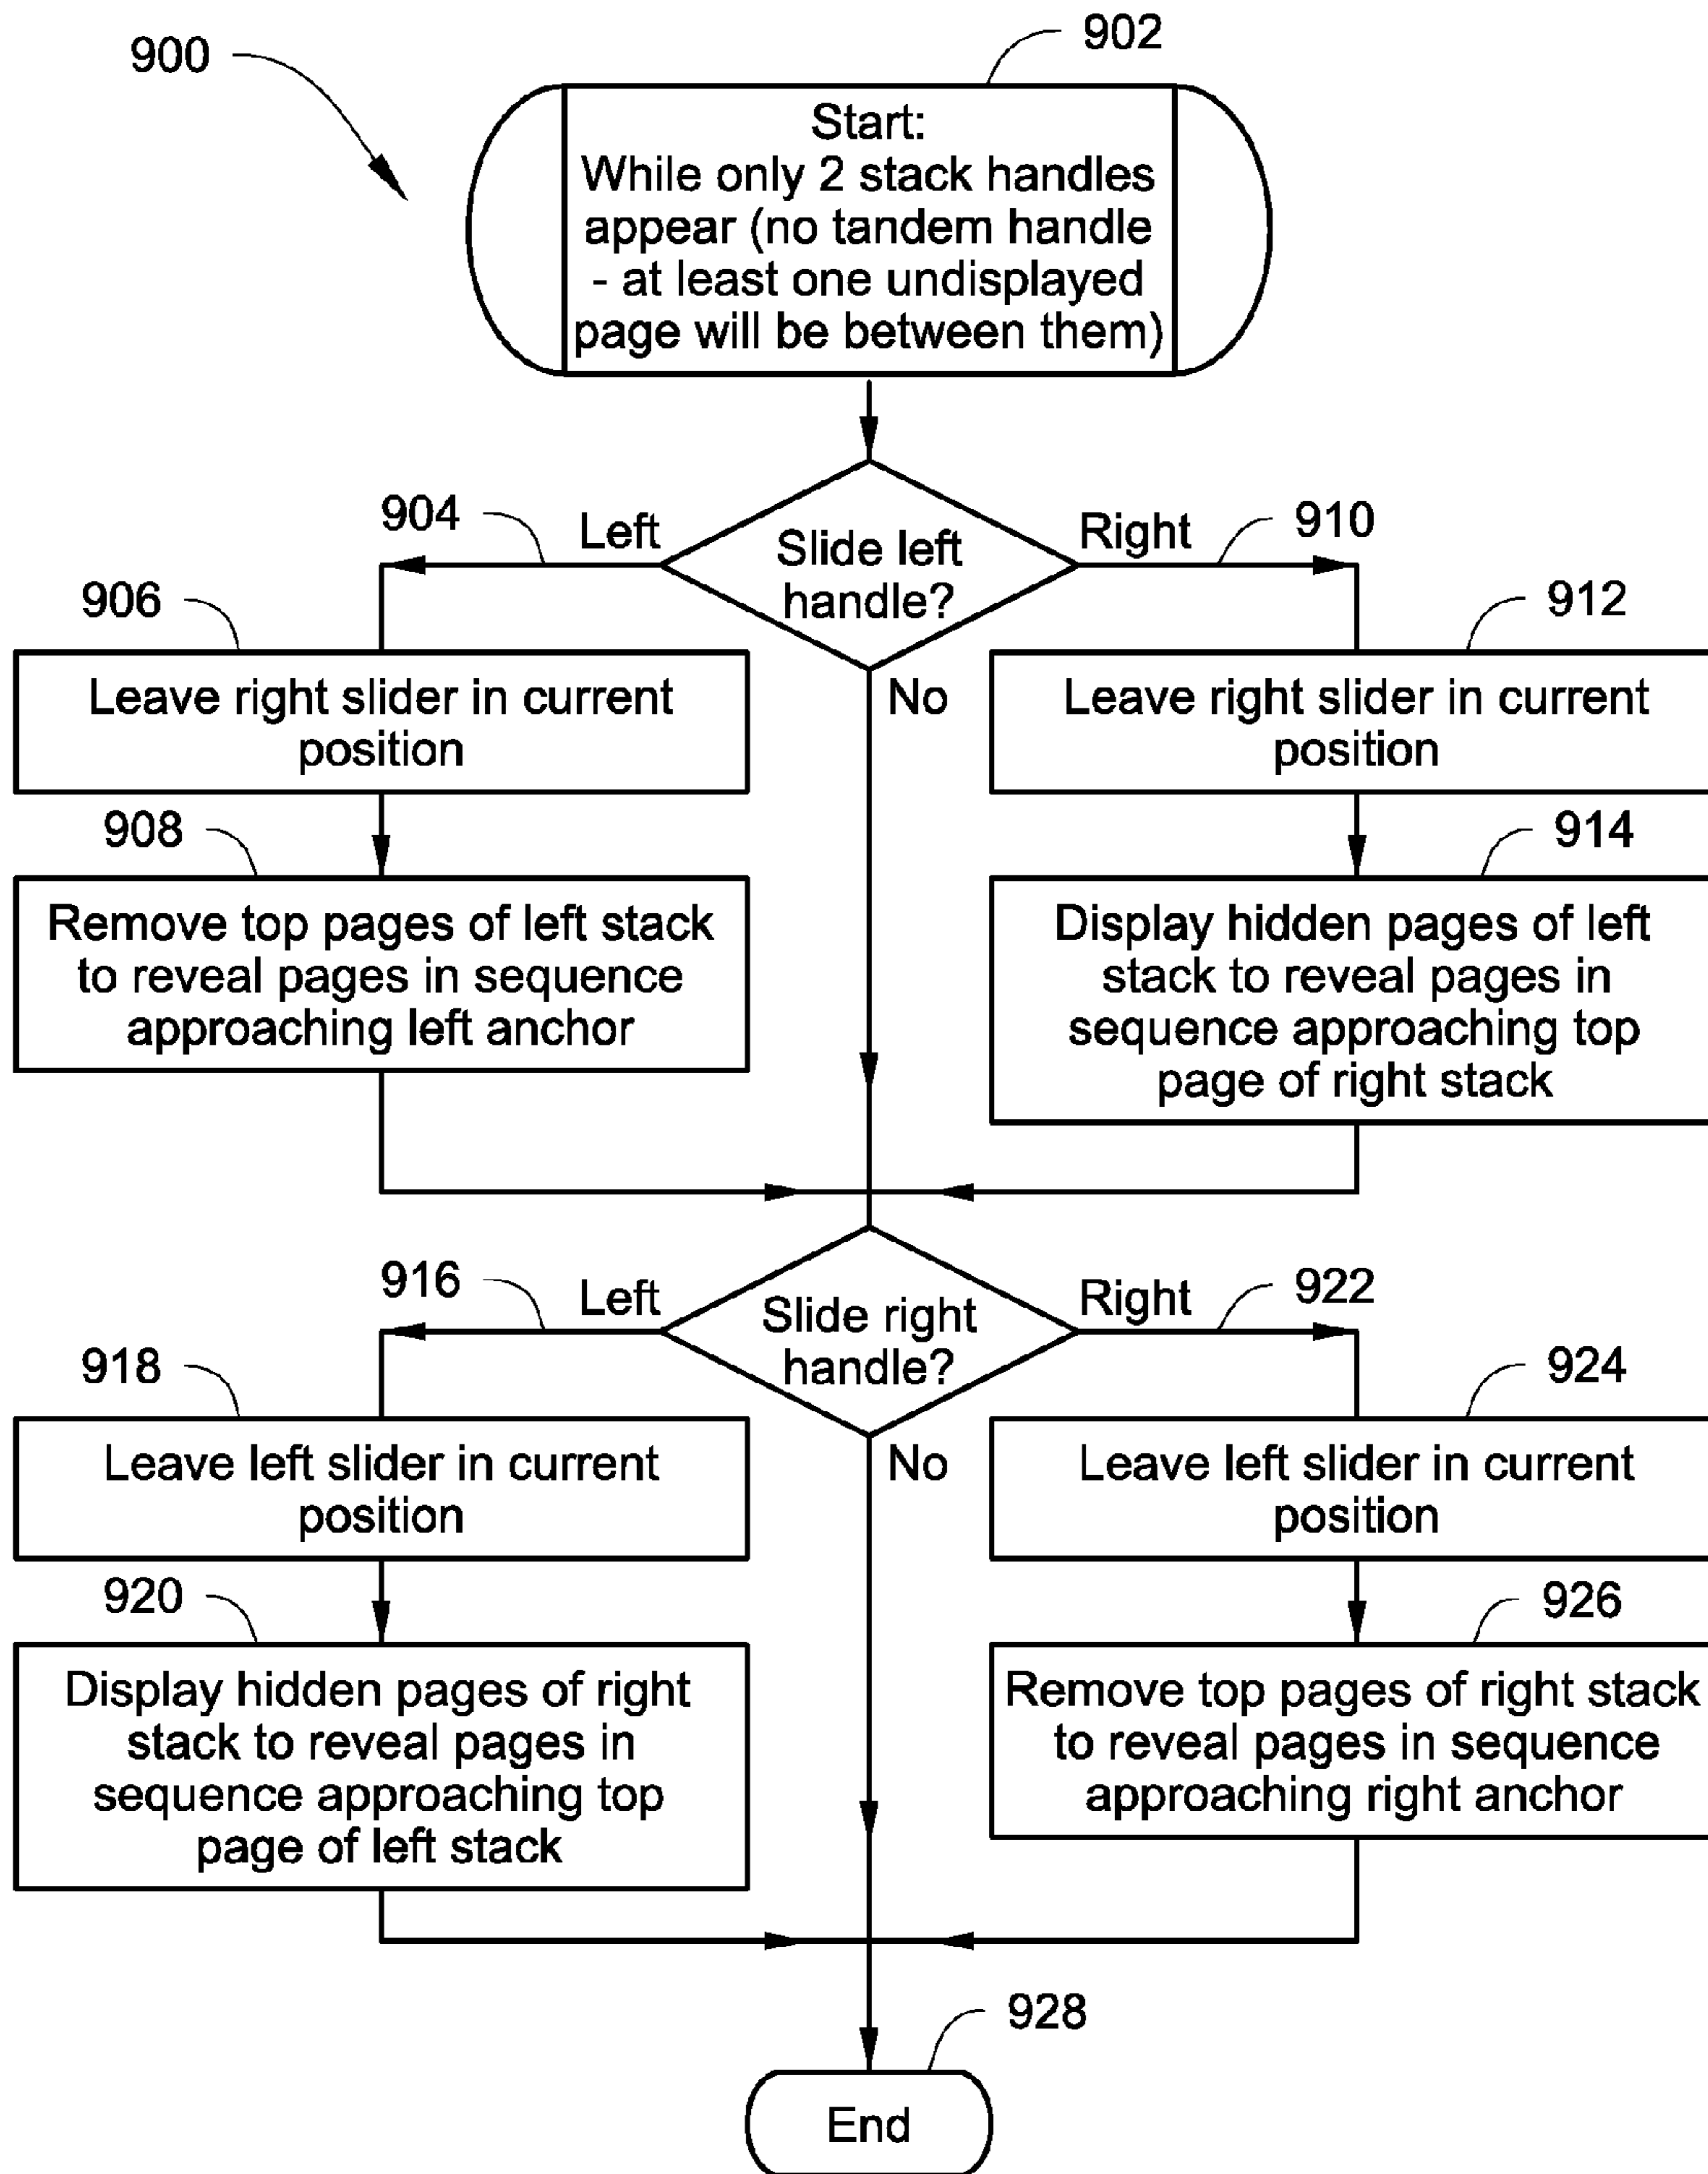 900
902
Start:
While only 2 stack handles
appear (no tandem handle
- at least one undisplayed
page will be between them)
904
Left
Slide left
handle?
Right
910
906
Leave right slider in current
position
No
912
Leave right slider in current
position
908
Remove top pages of left stack
to reveal pages in sequence
approaching left anchor
914
Display hidden pages of left
stack to reveal pages in
sequence approaching top
page of right stack
916
Left
Slide right
handle?
Right
922
918
Leave left slider in current
position
No
924
Leave left slider in current
position
920
Display hidden pages of right
stack to reveal pages in
sequence approaching top
page of left stack
926
Remove top pages of right stack
to reveal pages in sequence
approaching right anchor
928
End